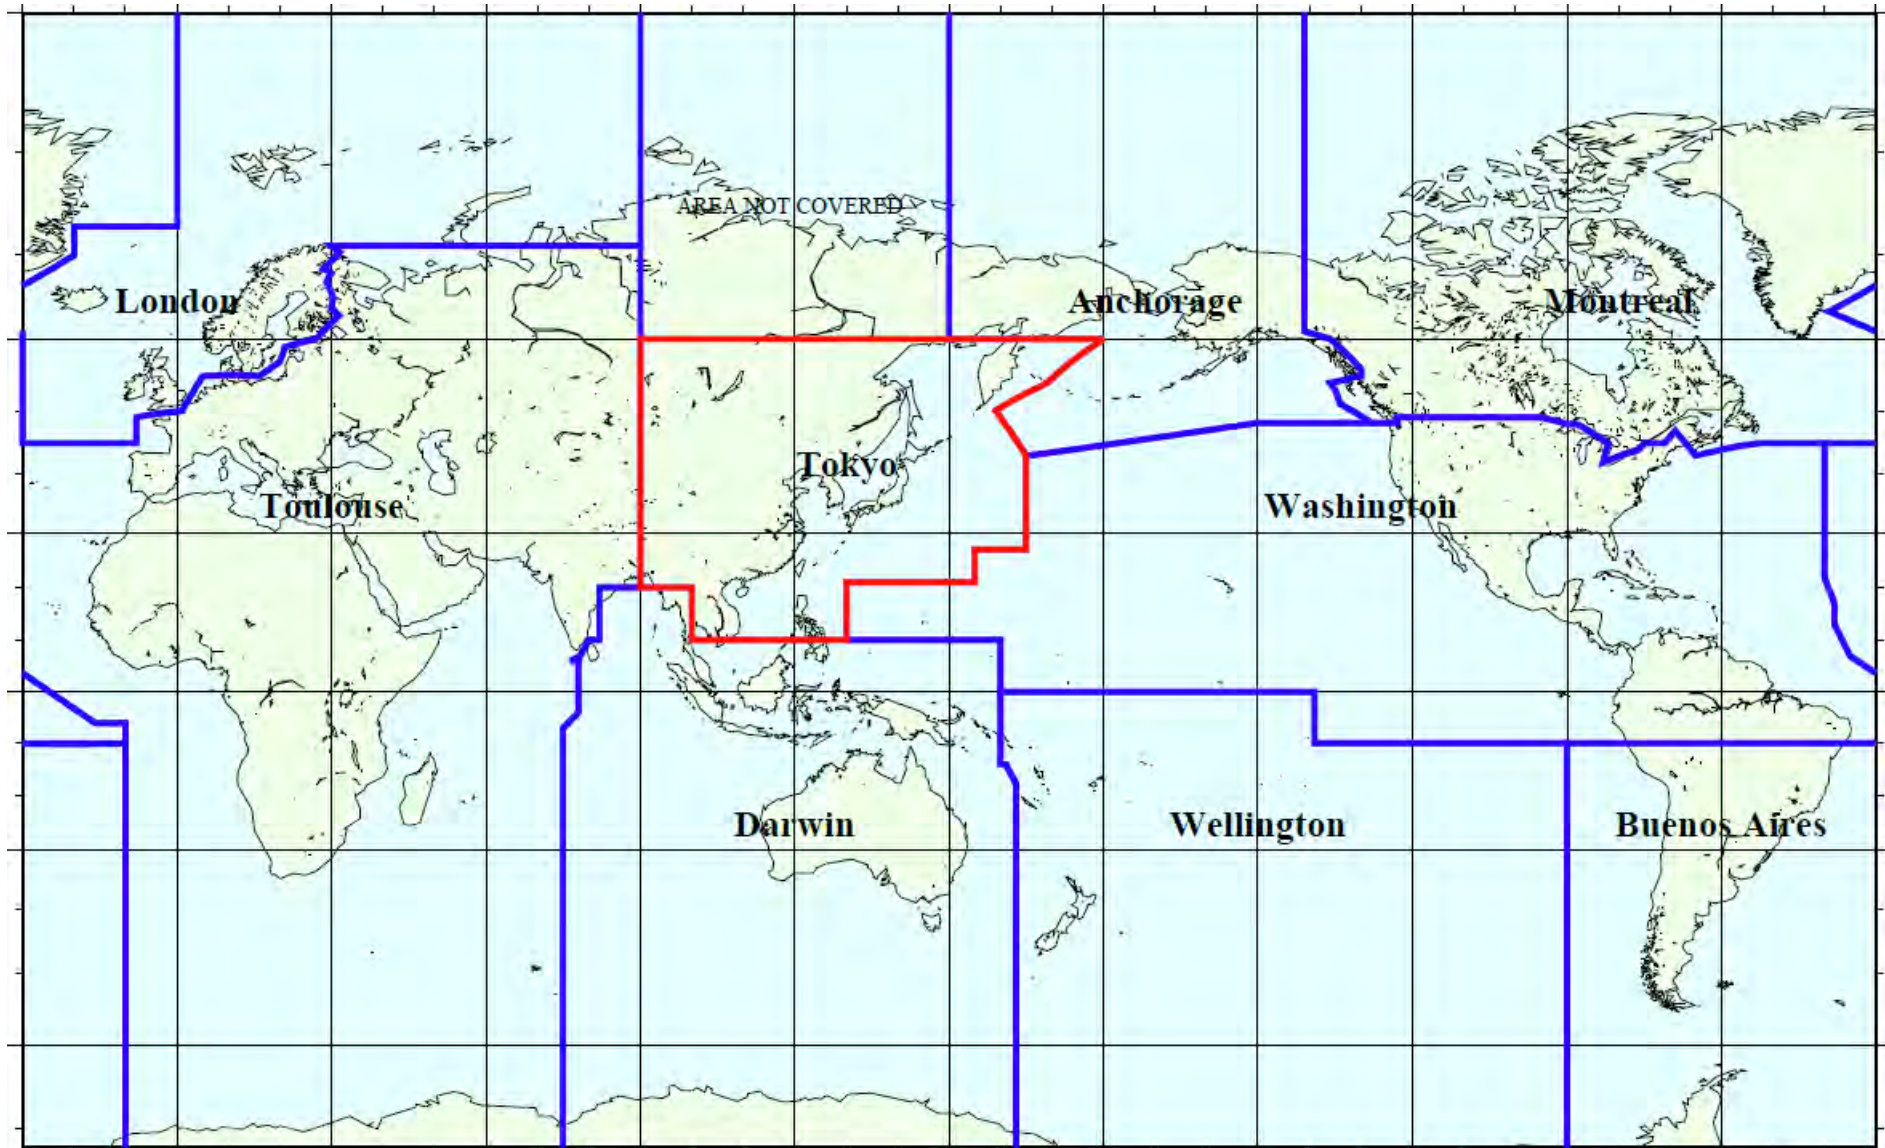 AREA NOT COVERED
London
Anchorage
Montreal
Tokyo
Toulouse
Washington
Darwin
Wellington
Buenos Aires